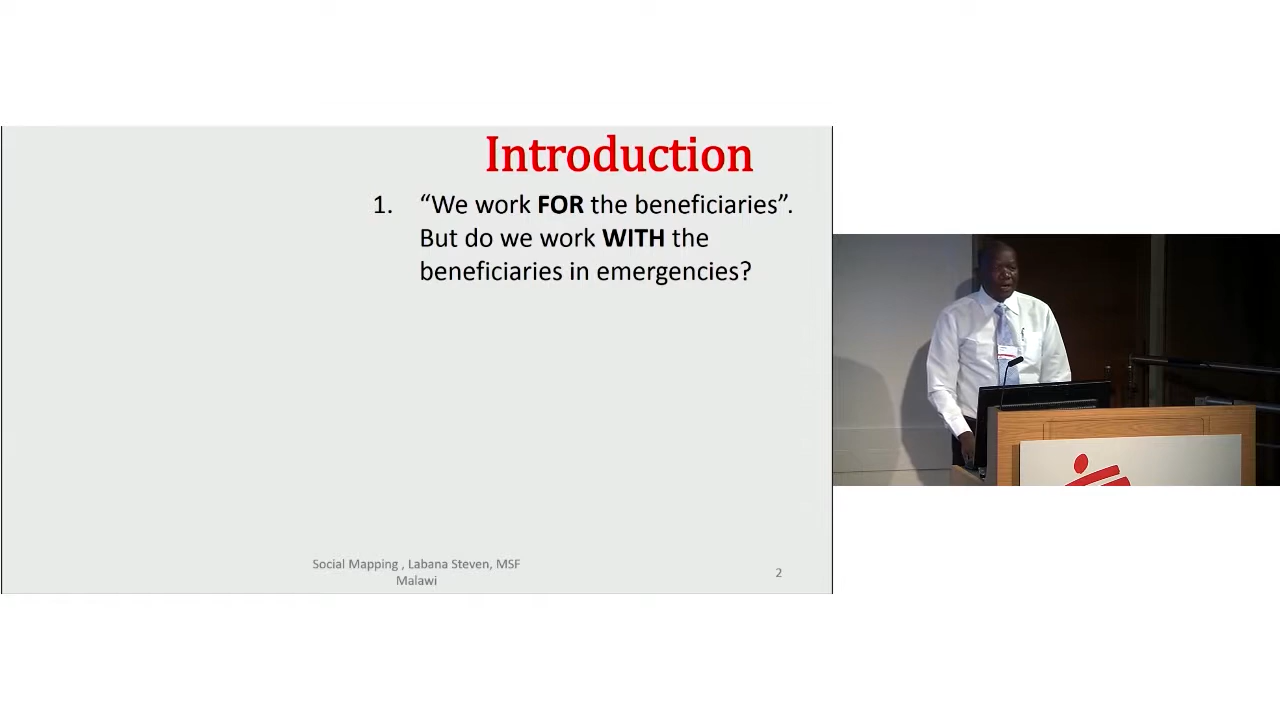 Introduction
1. “We work FOR the beneficiaries”.
But do we work WITH the
beneficiaries in emergencies?
Social Mapping , Labana Steven, MSF
Malawi
2